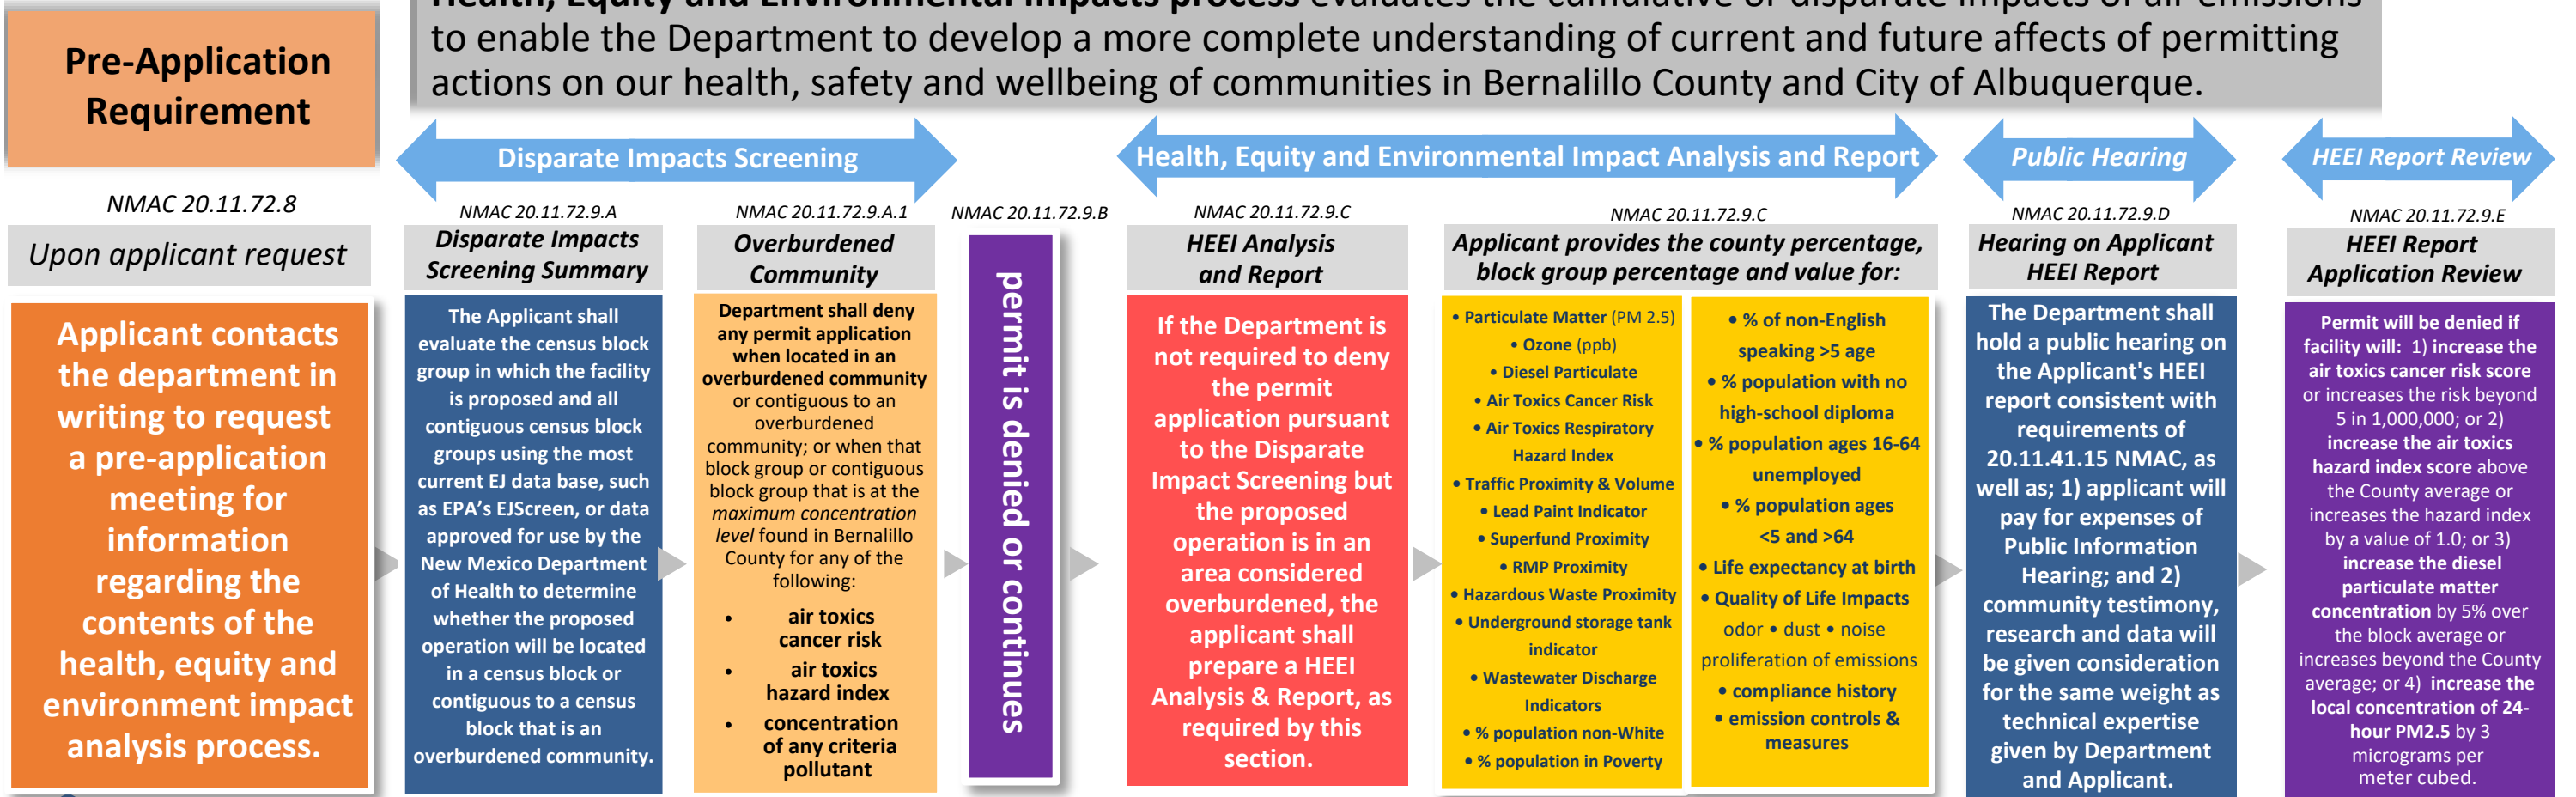 Pre-Application
Requirement
Health, Equity and Environmental Impacts process evaluates the cumulative or disparate impacts of air emissions
to enable the Department to develop a more complete understanding of current and future affects of permitting
actions on our health, safety and wellbeing of communities in Bernalillo County and City of Albuquerque.
Disparate Impacts Screening
Health, Equity and Environmental Impact Analysis and Report
Public Hearing
HEEI Report Review
NMAC 20.11.72.8
Upon applicant request
Applicant contacts
the department in
writing to request
a pre-application
meeting for
information
regarding the
contents of the
health, equity and
environment impact
analysis process.
NMAC 20.11.72.9.A
Disparate Impacts
Screening Summary
The Applicant shall
evaluate the census block
group in which the facility
is proposed and all
contiguous census block
groups using the most
current EJ data base, such
as EPA's EJScreen, or data
approved for use by the
New Mexico Department
of Health to determine
whether the proposed
operation will be located
in a census block or
contiguous to a census
block that is an
overburdened community.
NMAC 20.11.72.9.A.1
Overburdened
Community
Department shall deny
any permit application
when located in an
overburdened community
or contiguous to an
overburdened
community; or when that
block group or contiguous
block group that is at the
maximum concentration
level found in Bernalillo
County for any of the
following:
• air toxics
cancer risk
• air toxics
hazard index
• concentration
of any criteria
pollutant
NMAC 20.11.72.9.B
permit is denied or continues
NMAC 20.11.72.9.C
HEEI Analysis
and Report
If the Department is
not required to deny
the permit
application pursuant
to the Disparate
Impact Screening but
the proposed
operation is in an
area considered
overburdened, the
applicant shall
prepare a HEEI
Analysis & Report, as
required by this
section.
NMAC 20.11.72.9.C
Applicant provides the county percentage,
block group percentage and value for:
• Particulate Matter (PM 2.5)
• Ozone (ppb)
• Diesel Particulate
• Air Toxics Cancer Risk
• Air Toxics Respiratory
Hazard Index
• Traffic Proximity & Volume
• Lead Paint Indicator
• Superfund Proximity
• RMP Proximity
• Hazardous Waste Proximity
• Underground storage tank
indicator
• Wastewater Discharge
Indicators
• % population non-White
• % population in Poverty
• % of non-English
speaking >5 age
• % population with no
high-school diploma
• % population ages 16-64
unemployed
• % population ages
<5 and >64
• Life expectancy at birth
• Quality of Life Impacts
odor • dust • noise
proliferation of emissions
• compliance history
• emission controls &
measures
NMAC 20.11.72.9.D
Hearing on Applicant
HEEI Report
The Department shall
hold a public hearing on
the Applicant's HEEI
report consistent with
requirements of
20.11.41.15 NMAC, as
well as; 1) applicant will
pay for expenses of
Public Information
Hearing; and 2)
community testimony,
research and data will
be given consideration
for the same weight as
technical expertise
given by Department
and Applicant.
NMAC 20.11.72.9.E
HEEI Report
Application Review
Permit will be denied if
facility will: 1) increase the
air toxics cancer risk score
or increases the risk beyond
5 in 1,000,000; or 2)
increase the air toxics
hazard index score above
the County average or
increases the hazard index
by a value of 1.0; or 3)
increase the diesel
particulate matter
concentration by 5% over
the block average or
increases beyond the County
average; or 4) increase the
local concentration of 24-
hour PM2.5 by 3
micrograms per
meter cubed.